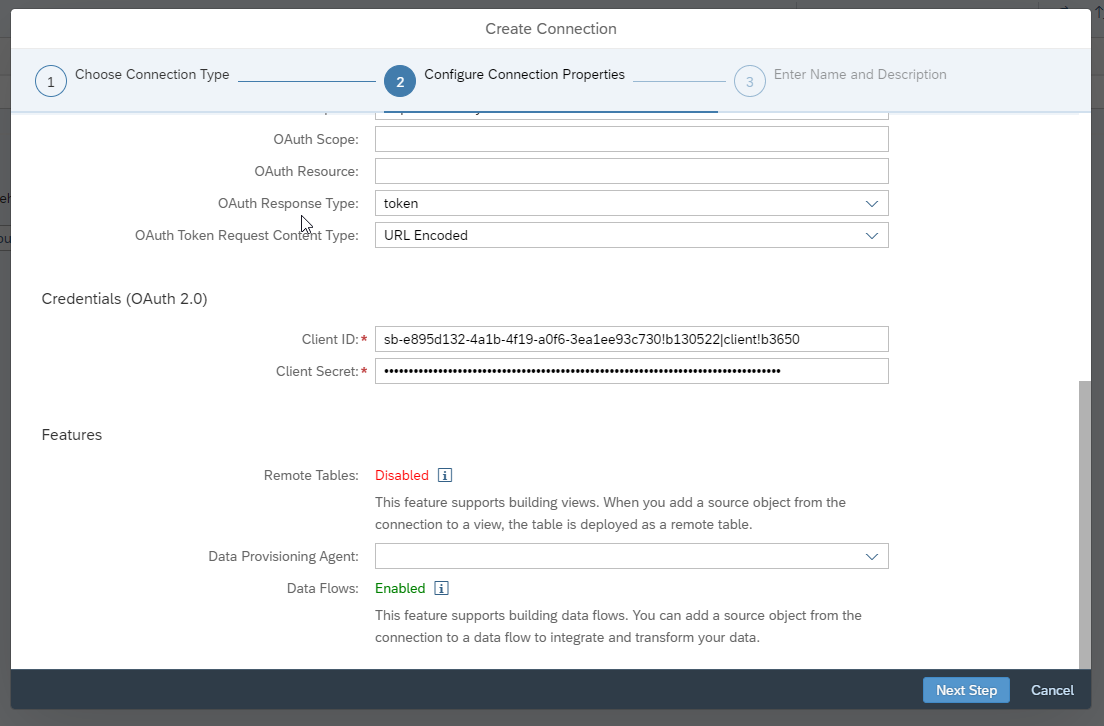 Create Connection
1 Choose Connection Type 2 Configure Connection Properties 3 Enter Name and Description
OAuth Scope:
OAuth Resource:
OAuth Response Type: token
OAuth Token Request Content Type: URL Encoded
Credentials (OAuth 2.0)
Client ID:* sb-e895d132-4a1b-4f19-a0f6-3ea1ee93c730!b130522|client!b3650
Client Secret:*
Features
Remote Tables: Disabled
This feature supports building views. When you add a source object from the
connection to a view, the table is deployed as a remote table.
Data Provisioning Agent:
Data Flows: Enabled
This feature supports building data flows. You can add a source object from the
connection to a data flow to integrate and transform your data.
Next Step Cancel